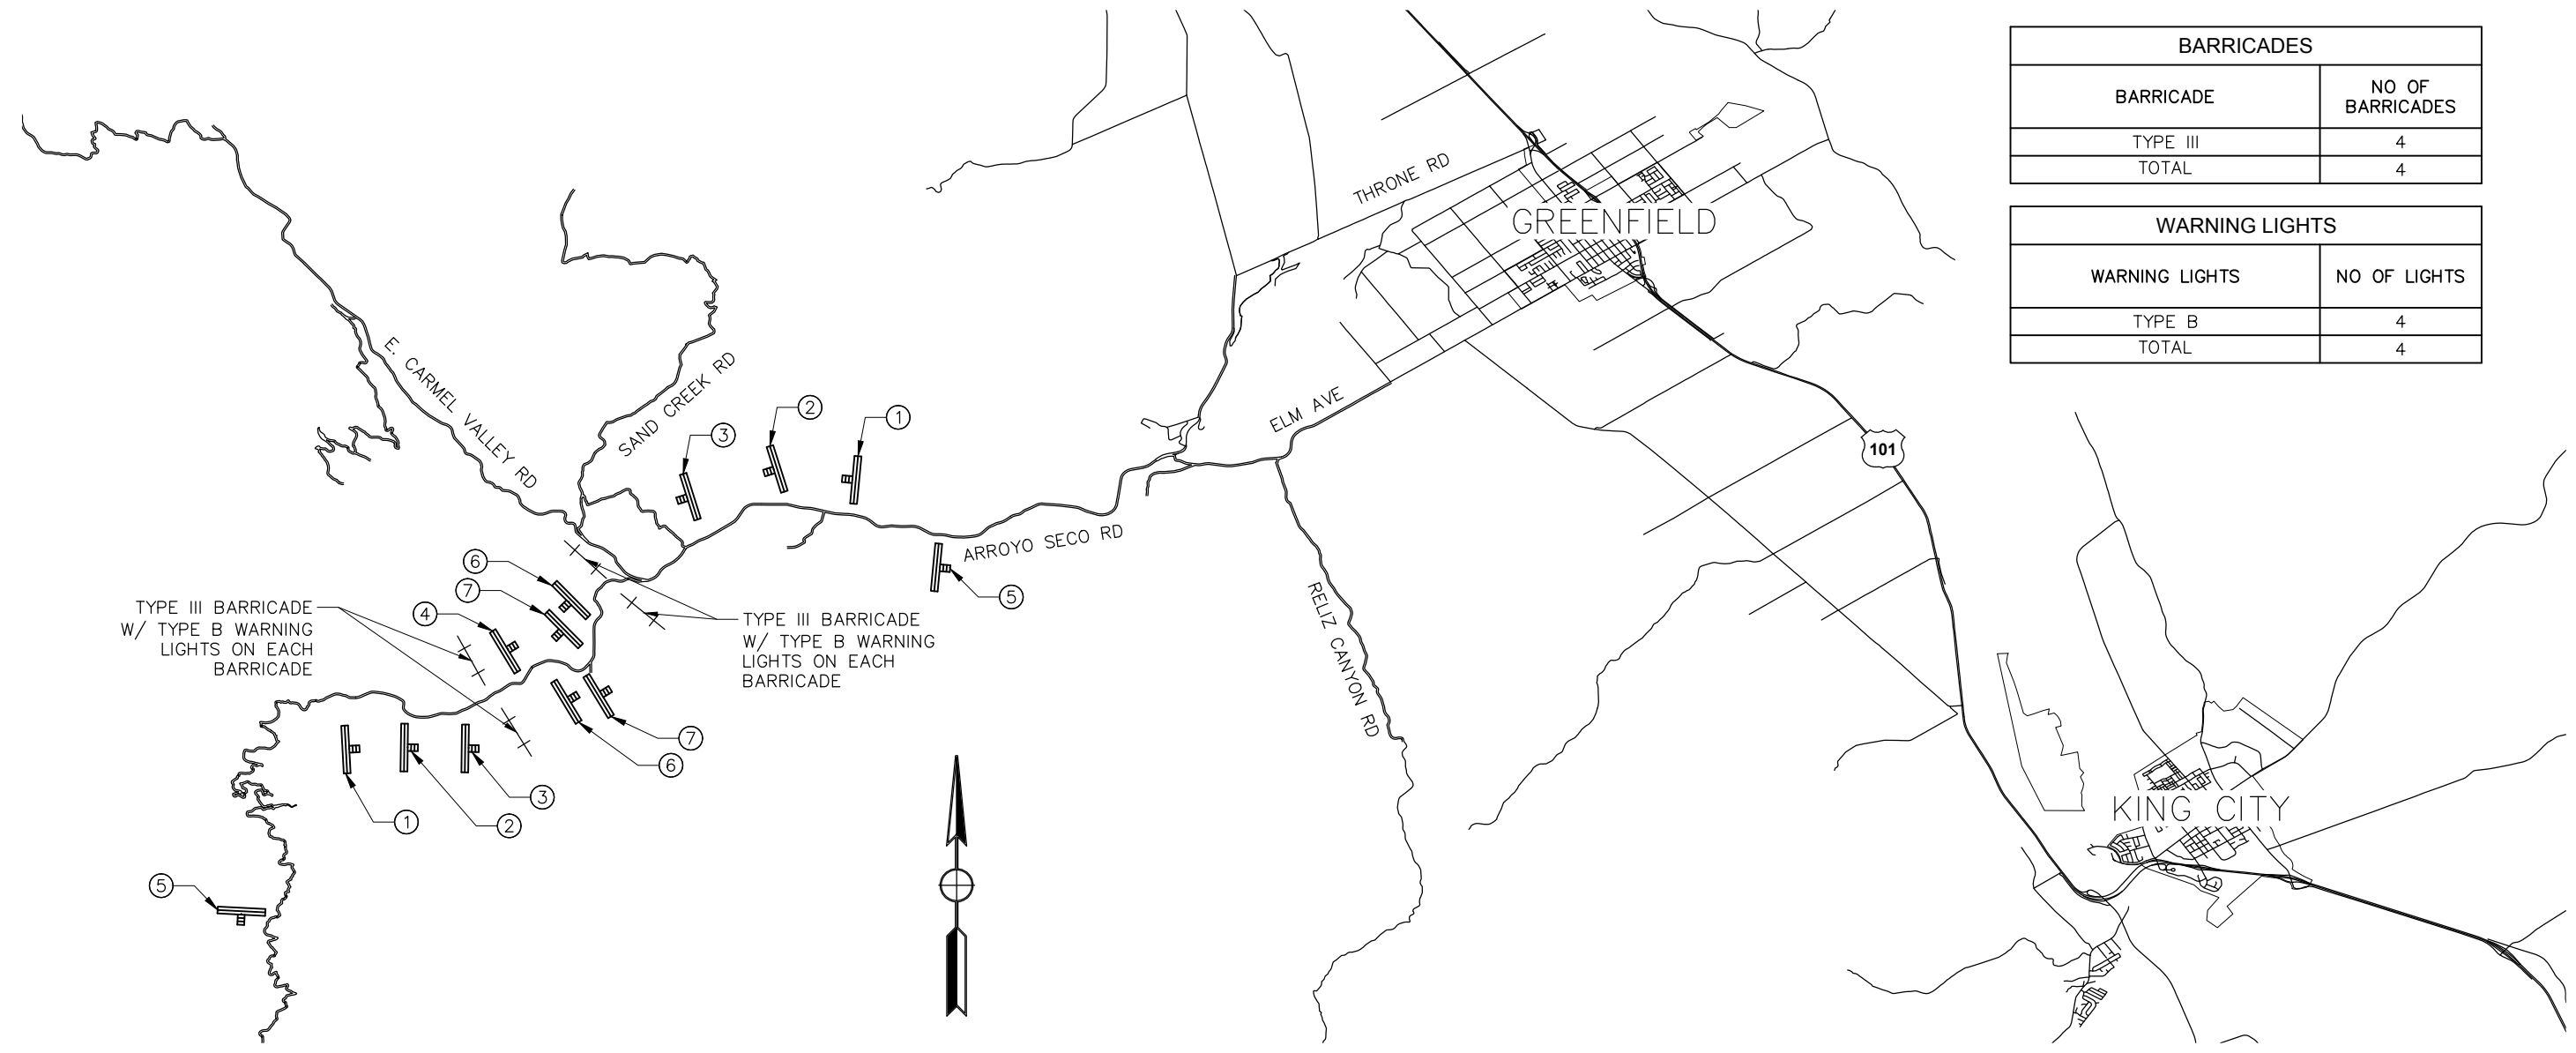 BARRICADES
BARRICADE
NO OF
BARRICADES
TYPE III
4
TOTAL
4
WARNING LIGHTS
WARNING LIGHTS
NO OF LIGHTS
TYPE B
4
TOTAL
4
THRONE RD
GREENFIELD
E. CARMEL VALLEY RD
SAND CREEK RD
ELM AVE
2
1
3
101
ARROYO SECO RD
5
RELIZ CANYON RD
6
7
4
TYPE III BARRICADE
W/ TYPE B WARNING
LIGHTS ON EACH
BARRICADE
TYPE III BARRICADE
W/ TYPE B WARNING
LIGHTS ON EACH
BARRICADE
7
6
3
1
2
5
KING CITY